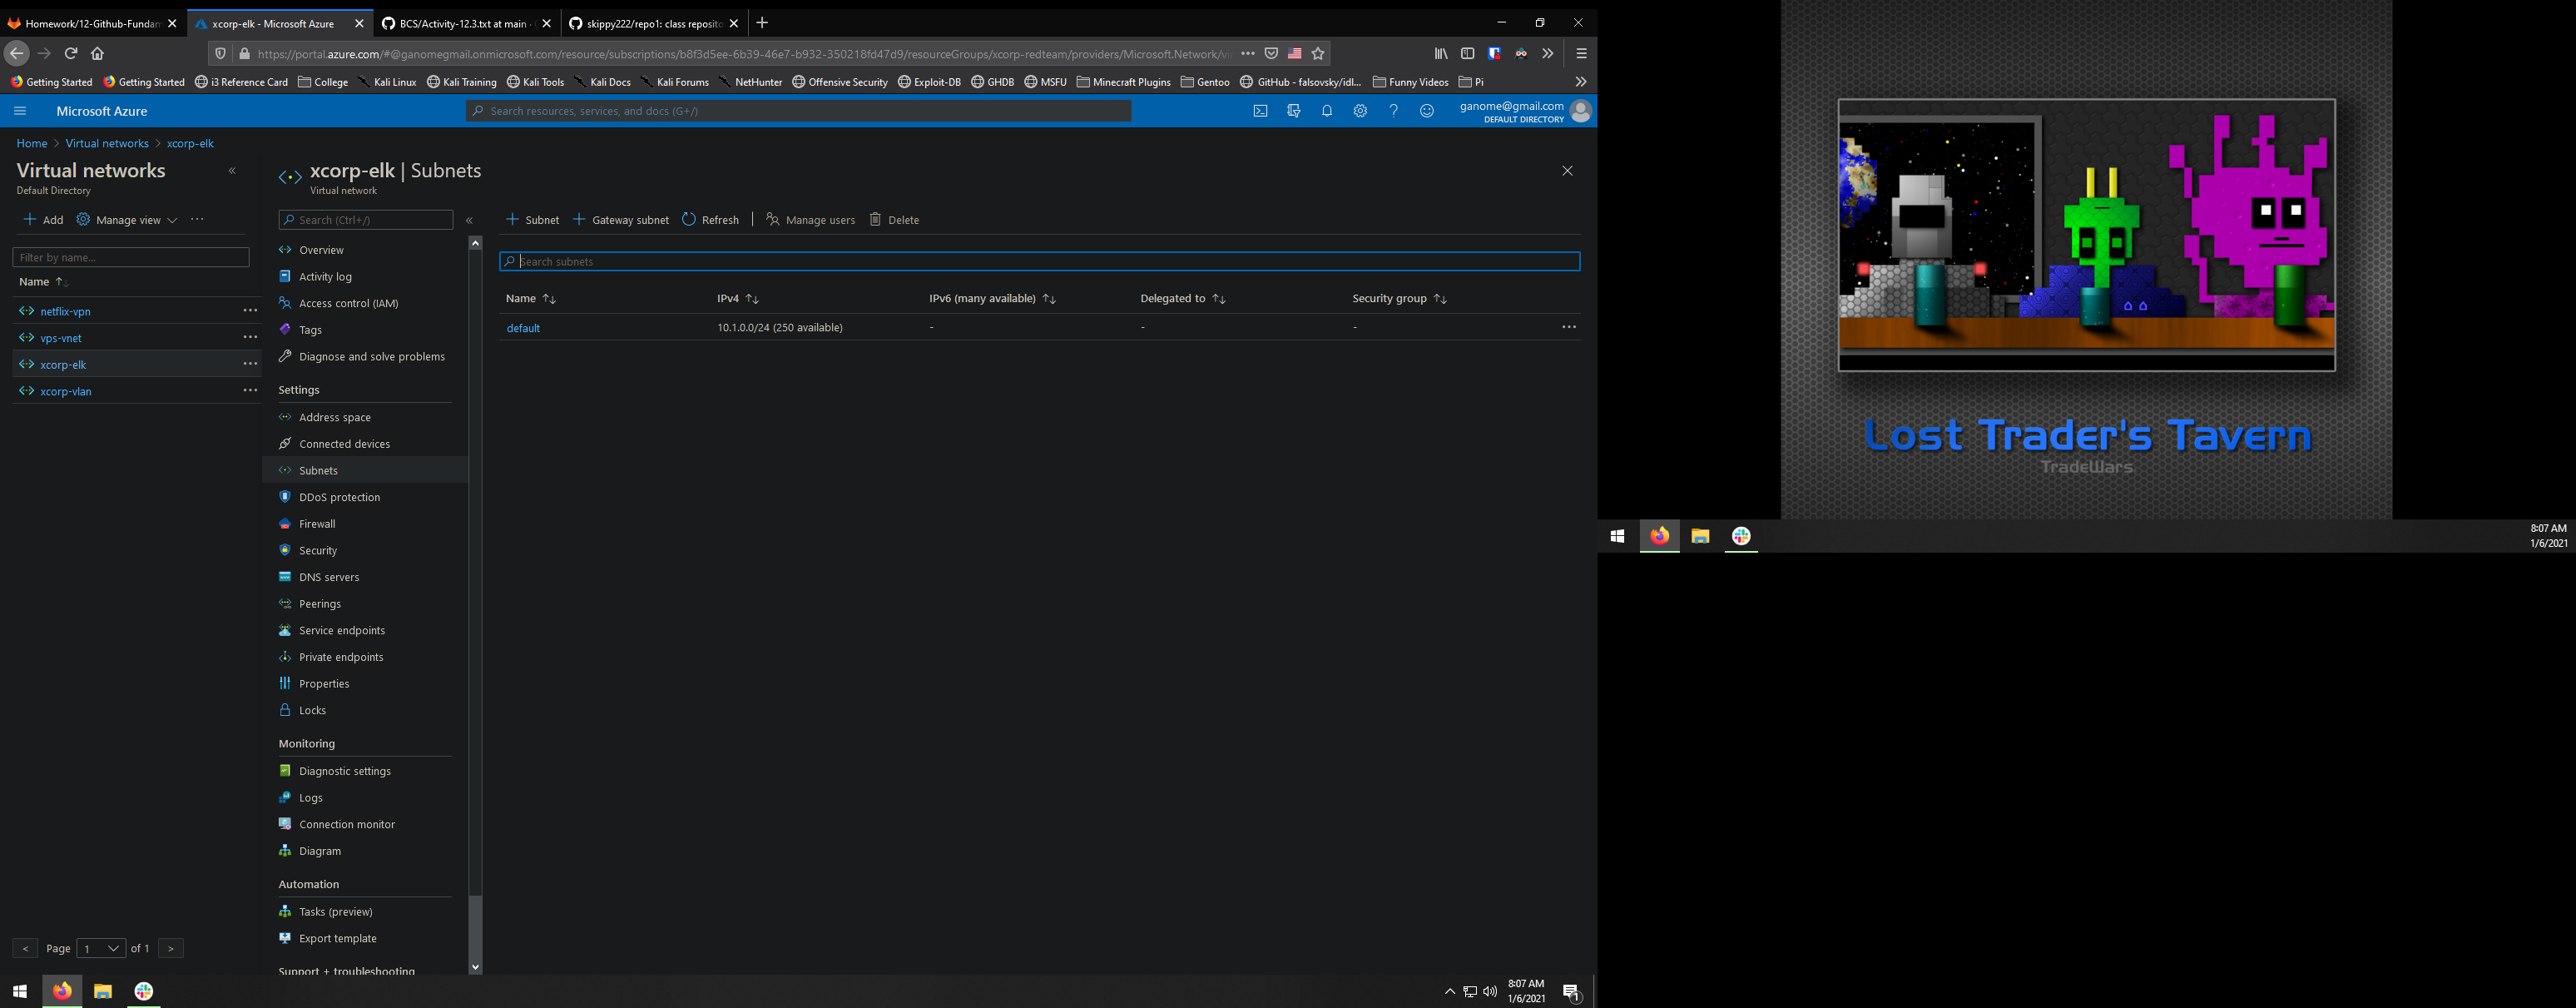 Homework/12-Github-Fundam
xcorp-elk - Microsoft Azure
BCS/Activity-12.3.txt at main ·
skippy222/repo1: class reposito
https://portal.azure.com/#@ganomegmail.onmicrosoft.com/resource/subscriptions/b8f3d5ee-6b39-46e7-b932-350218fd47d9/resourceGroups/xcorp-redteam/providers/Microsoft.Network/vi
Getting Started
Getting Started
i3 Reference Card
College
Kali Linux
Kali Training
Kali Tools
Kali Docs
Kali Forums
NetHunter
Offensive Security
Exploit-DB
GHDB
MSFU
Minecraft Plugins
Gentoo
GitHub - falsovsky/idl...
Funny Videos
Pi
Microsoft Azure
Search resources, services, and docs (G+/)
ganome@gmail.com
DEFAULT DIRECTORY
Home > Virtual networks > xcorp-elk
Virtual networks
Default Directory
Add
Manage view
Filter by name...
Name
netflix-vpn
vps-vnet
xcorp-elk
xcorp-vlan
< Page 1 of 1 >
xcorp-elk | Subnets
Virtual network
Search (Ctrl+/)
Overview
Activity log
Access control (IAM)
Tags
Diagnose and solve problems
Settings
Address space
Connected devices
Subnets
DDoS protection
Firewall
Security
DNS servers
Peerings
Service endpoints
Private endpoints
Properties
Locks
Monitoring
Diagnostic settings
Logs
Connection monitor
Diagram
Automation
Tasks (preview)
Export template
Support + troubleshooting
Subnet
Gateway subnet
Refresh
Manage users
Delete
Search subnets
Name IPv4 IPv6 (many available) Delegated to Security group
default 10.1.0.0/24 (250 available) - - -
8:07 AM
1/6/2021
1
Lost Trader's Tavern
TradeWars
8:07 AM
1/6/2021